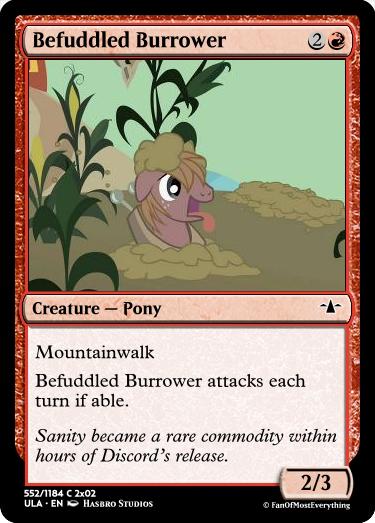 Befuddled Burrower 2
Creature — Pony
Mountainwalk
Befuddled Burrower attacks each
turn if able.
Sanity became a rare commodity within
hours of Discord's release.
2/3
552/1184 C 2x02
ULA • EN Hasbro Studios
© FanOfMostEverything